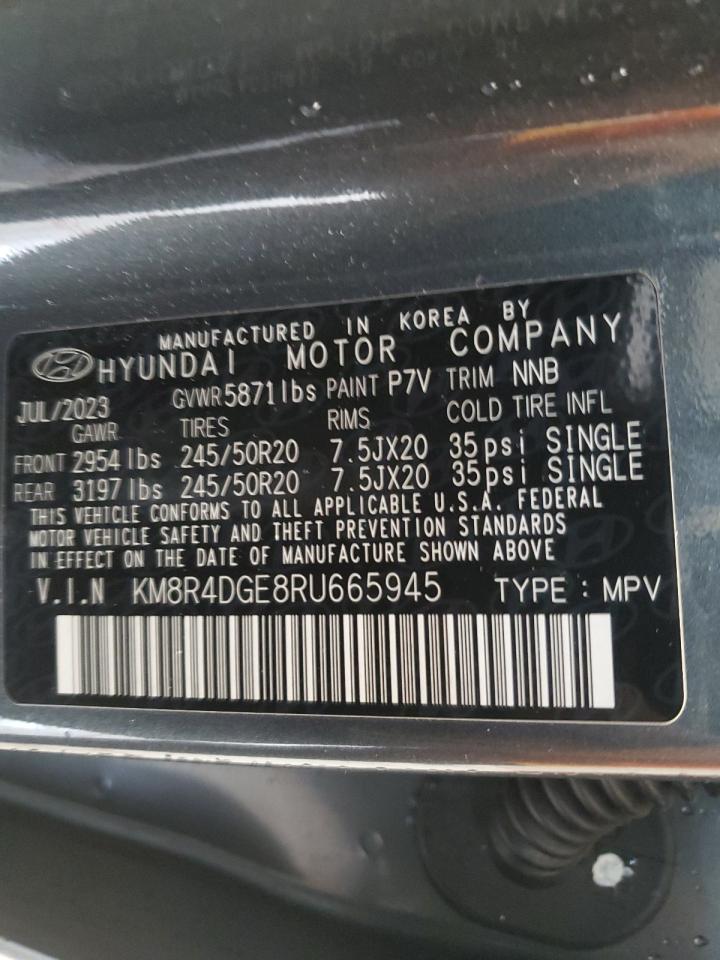 MANUFACTURED IN KOREA BY
HYUNDAI MOTOR COMPANY
JUL/2023 GVWR 5871lbs PAINT P7V TRIM NNB
GAWR TIRES RIMS COLD TIRE INFL
FRONT 2954 lbs 245/50R20 7.5JX20 35psi SINGLE
REAR 3197 lbs 245/50R20 7.5JX20 35psi SINGLE
THIS VEHICLE CONFORMS TO ALL APPLICABLE U.S.A. FEDERAL
MOTOR VEHICLE SAFETY AND THEFT PREVENTION STANDARDS
IN EFFECT ON THE DATE OF MANUFACTURE SHOWN ABOVE
V.I.N KM8R4DGE8RU665945 TYPE : MPV